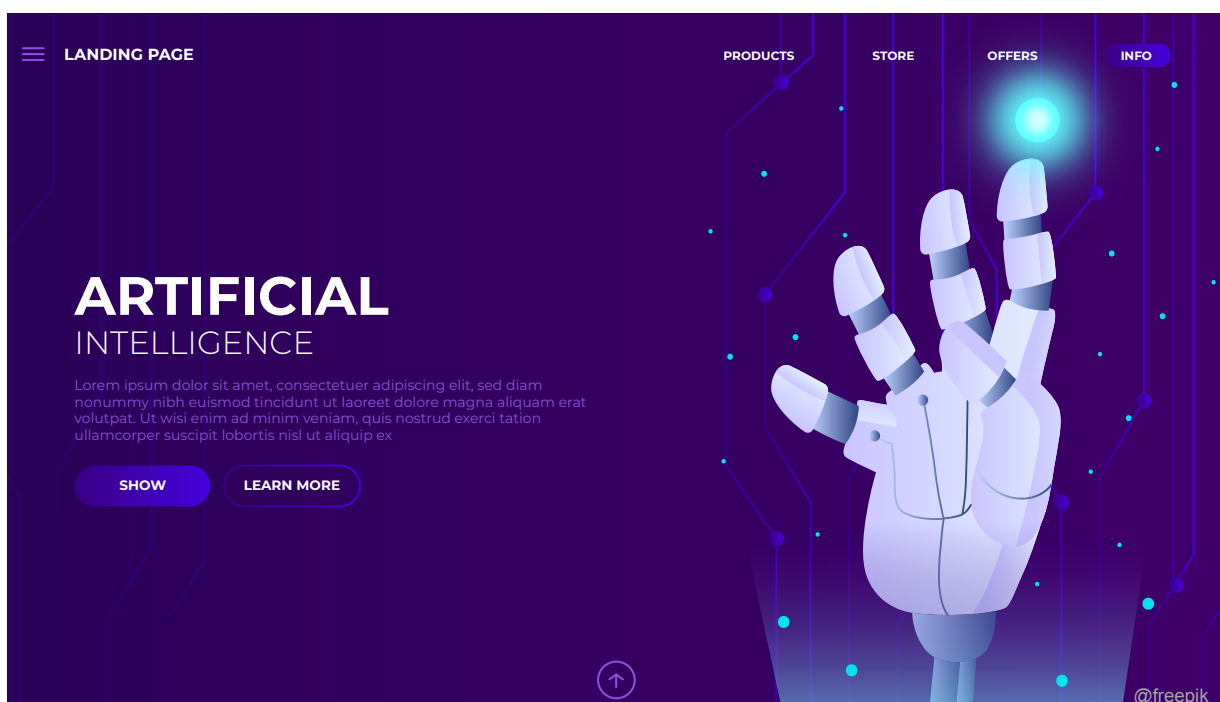 LANDING PAGE
PRODUCTS
STORE
OFFERS
INFO
ARTIFICIAL
INTELLIGENCE
Lorem ipsum dolor sit amet, consectetuer adipiscing elit, sed diam
nonummy nibh euismod tincidunt ut laoreet dolore magna aliquam erat
volutpat. Ut wisi enim ad minim veniam, quis nostrud exerci tation
ullamcorper suscipit lobortis nisl ut aliquip ex
SHOW
LEARN MORE
@freepik